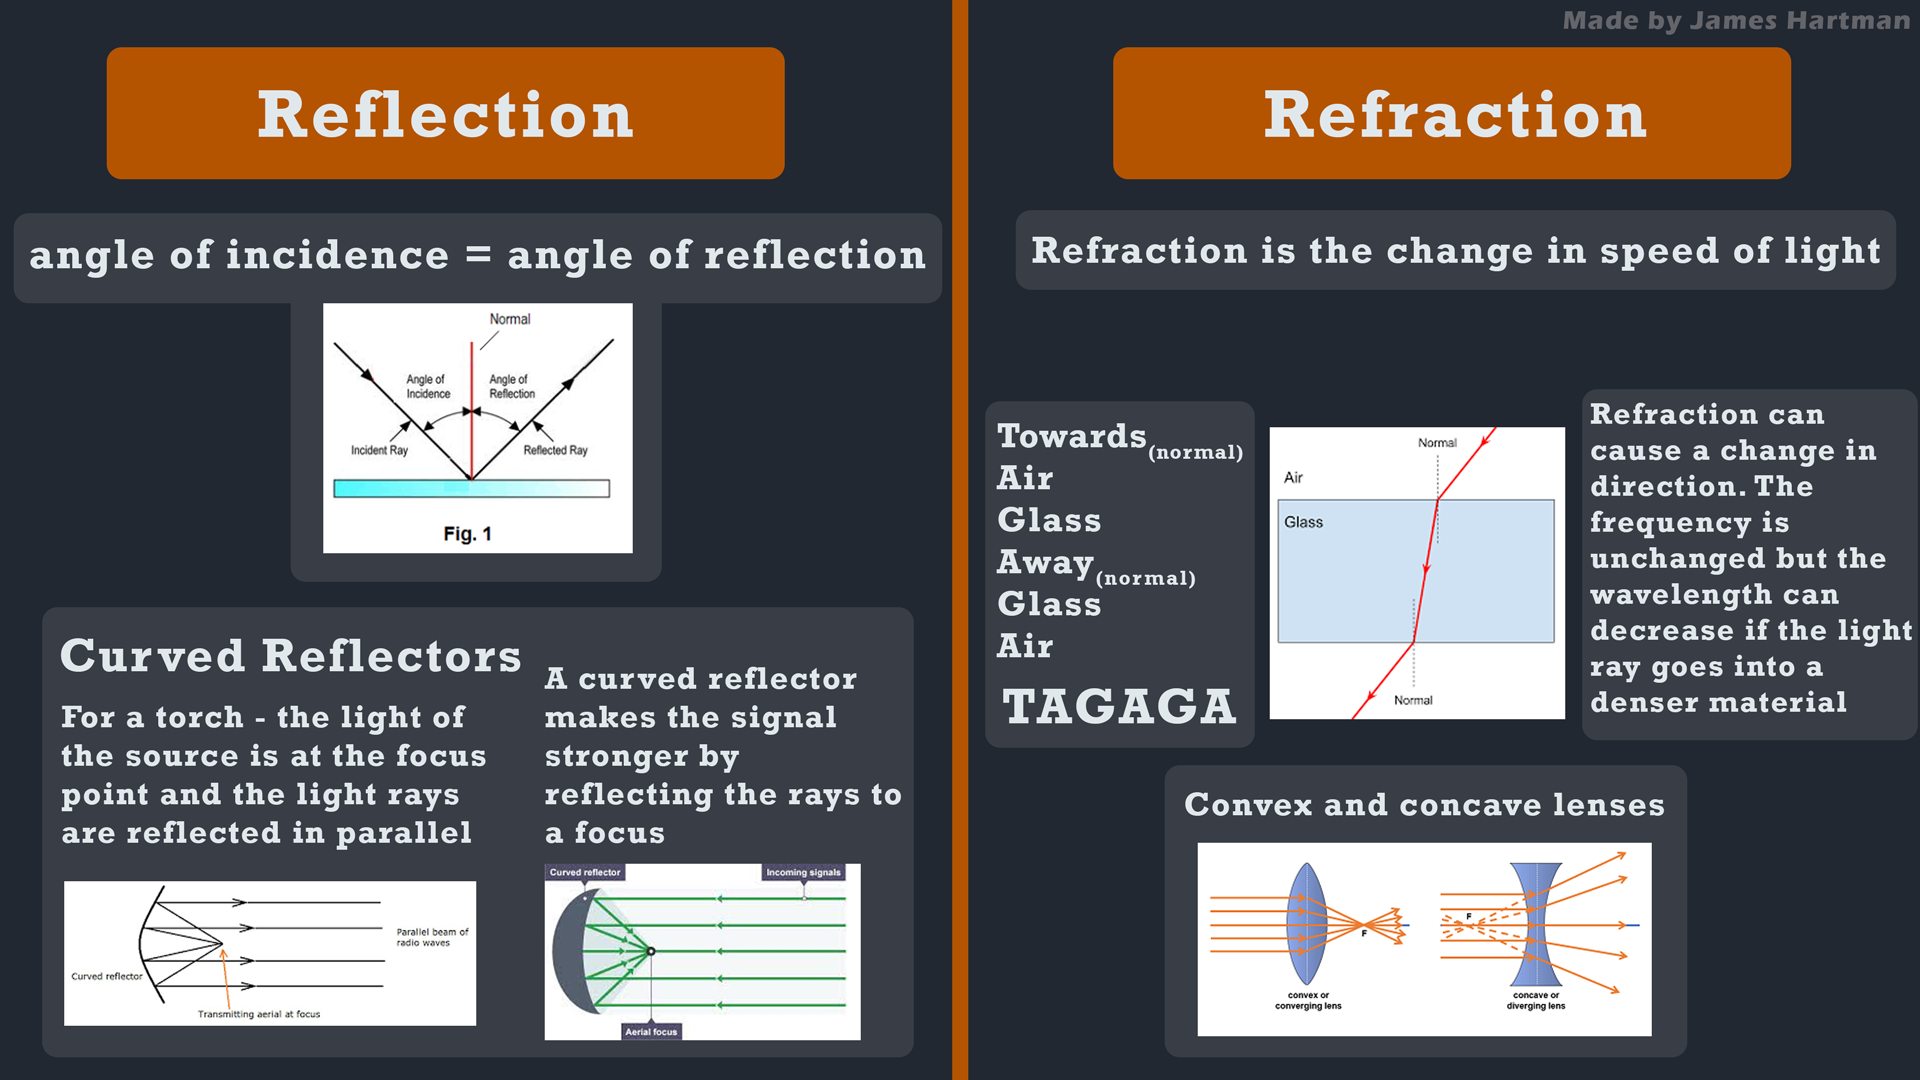 Made by James Hartman
Reflection
angle of incidence = angle of reflection
Normal
Angle of
Incidence
Angle of
Reflection
Incident Ray
Reflected Ray
Fig. 1
Curved Reflectors
For a torch - the light of
the source is at the focus
point and the light rays
are reflected in parallel
Parallel beam of
radio waves
Curved reflector
Transmitting aerial at focus
A curved reflector
makes the signal
stronger by
reflecting the rays to
a focus
Curved reflector
Incoming signals
Aerial focus
Refraction
Refraction is the change in speed of light
Towards(normal)
Air
Glass
Away(normal)
Glass
Air
TAGAGA
Normal
Air
Glass
Normal
Refraction can
cause a change in
direction. The
frequency is
unchanged but the
wavelength can
decrease if the light
ray goes into a
denser material
Convex and concave lenses
F
convex or
converging lens
F
concave or
diverging lens